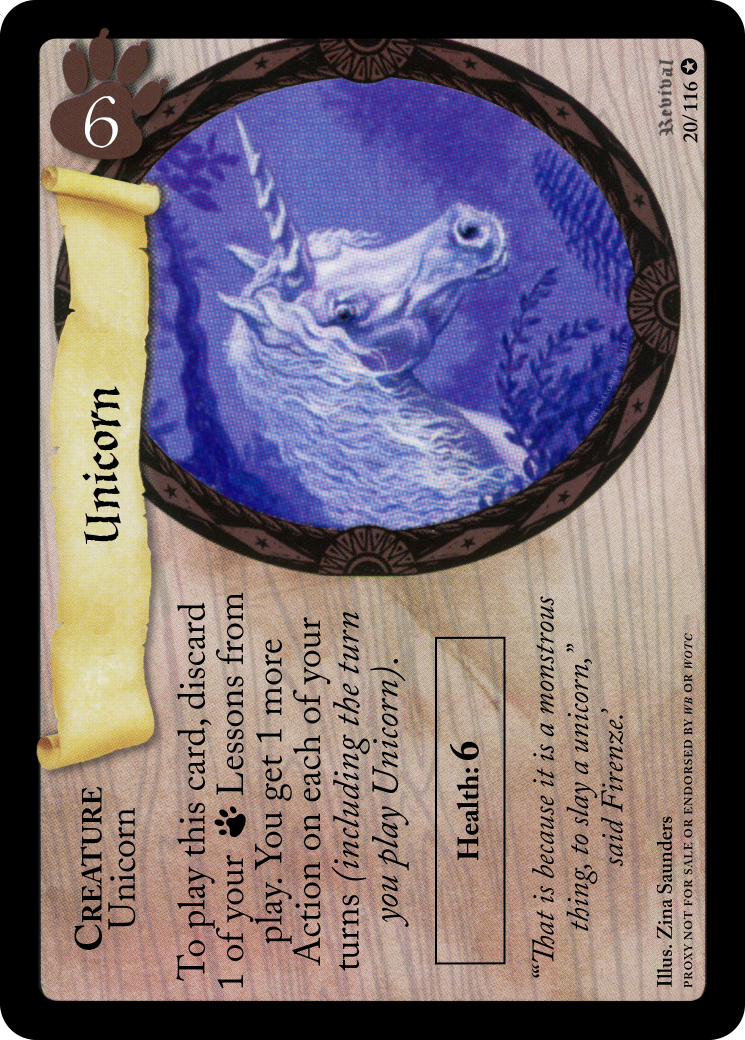 6
Unicorn
CREATURE
Unicorn
To play this card, discard
1 of your Lessons from
play. You get 1 more
Action on each of your
turns (including the turn
you play Unicorn).
Health: 6
“‘That is because it is a monstrous
thing, to slay a unicorn,”
said Firenze.’
Illus. Zina Saunders
PROXY NOT FOR SALE OR ENDORSED BY WB OR WOTC
Revival
20/116